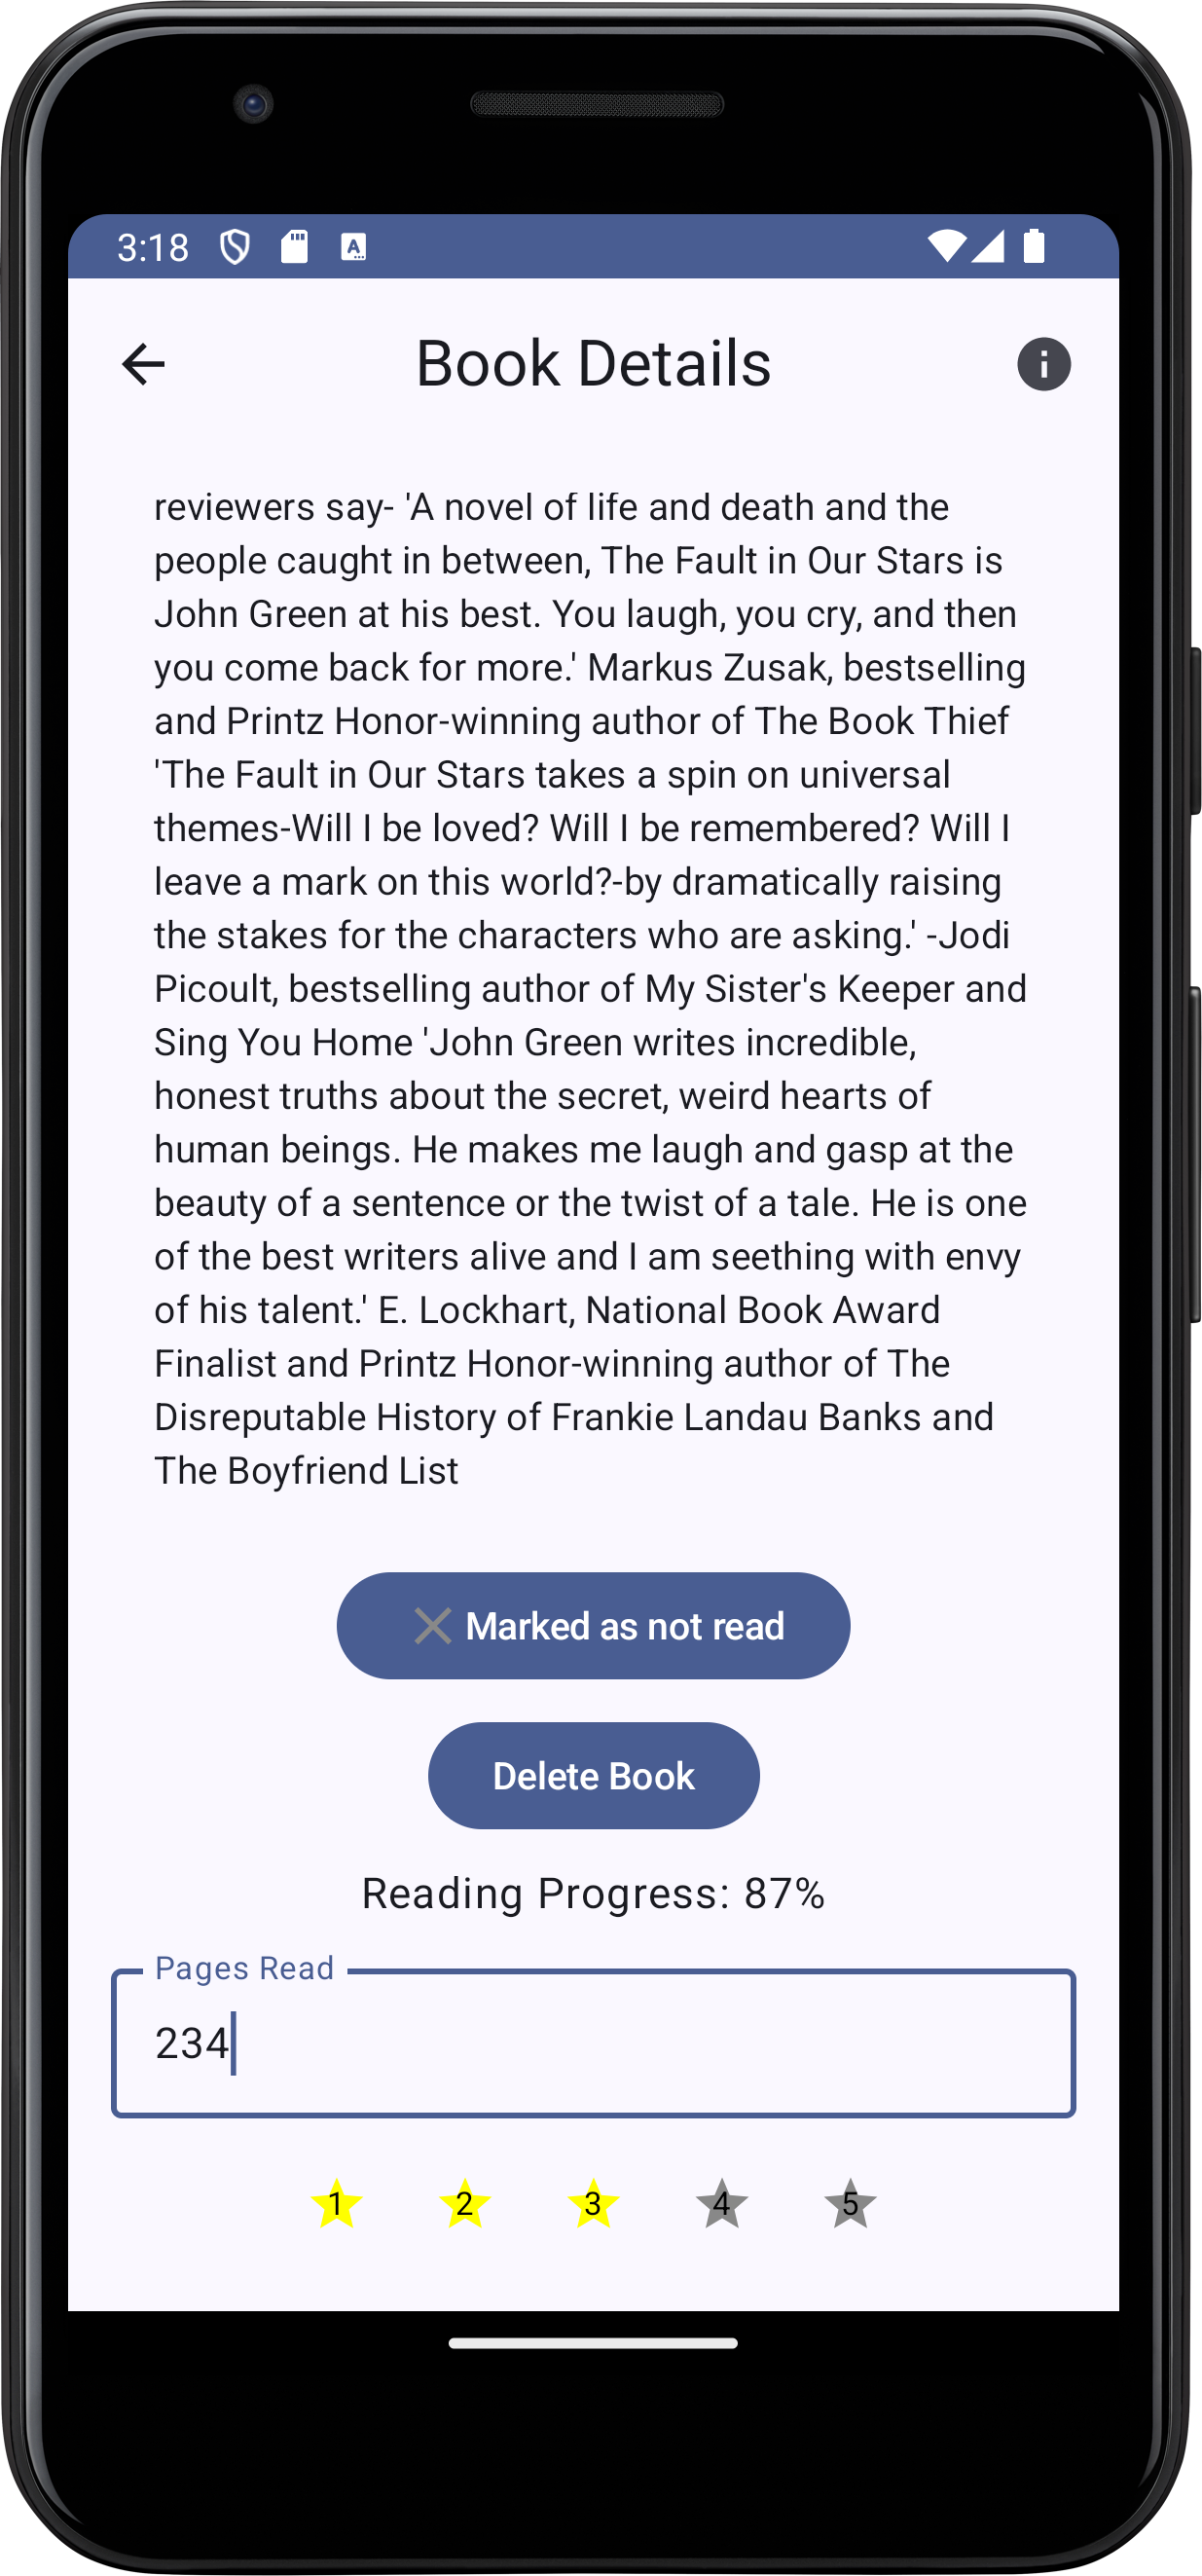 3:18
Book Details
reviewers say- 'A novel of life and death and the
people caught in between, The Fault in Our Stars is
John Green at his best. You laugh, you cry, and then
you come back for more.' Markus Zusak, bestselling
and Printz Honor-winning author of The Book Thief
'The Fault in Our Stars takes a spin on universal
themes-Will I be loved? Will I be remembered? Will I
leave a mark on this world?-by dramatically raising
the stakes for the characters who are asking.' -Jodi
Picoult, bestselling author of My Sister's Keeper and
Sing You Home 'John Green writes incredible,
honest truths about the secret, weird hearts of
human beings. He makes me laugh and gasp at the
beauty of a sentence or the twist of a tale. He is one
of the best writers alive and I am seething with envy
of his talent.' E. Lockhart, National Book Award
Finalist and Printz Honor-winning author of The
Disreputable History of Frankie Landau Banks and
The Boyfriend List
Marked as not read
Delete Book
Reading Progress: 87%
Pages Read
234
1 2 3 4 5